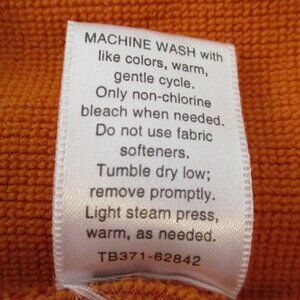 MACHINE WASH with
like colors, warm,
gentle cycle.
Only non-chlorine
bleach when needed.
Do not use fabric
softeners.
Tumble dry low;
remove promptly.
Light steam press,
warm, as needed.
TB371-62842